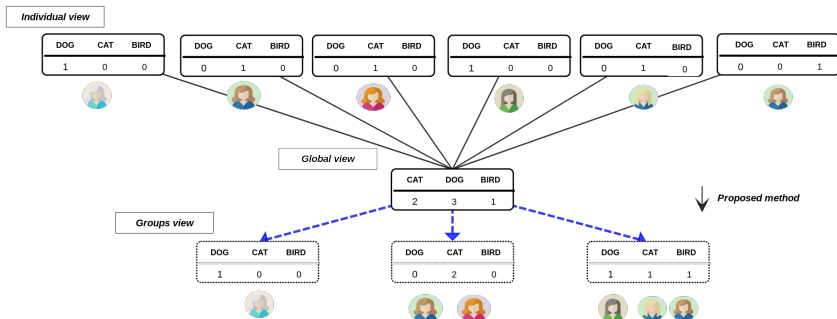 Individual view
DOG CAT BIRD
1 0 0
DOG CAT BIRD
0 1 0
DOG CAT BIRD
0 1 0
DOG CAT BIRD
1 0 0
DOG CAT BIRD
0 1 0
DOG CAT BIRD
0 0 1
Global view
CAT DOG BIRD
2 3 1
Proposed method
Groups view
DOG CAT BIRD
1 0 0
DOG CAT BIRD
0 2 0
DOG CAT BIRD
1 1 1